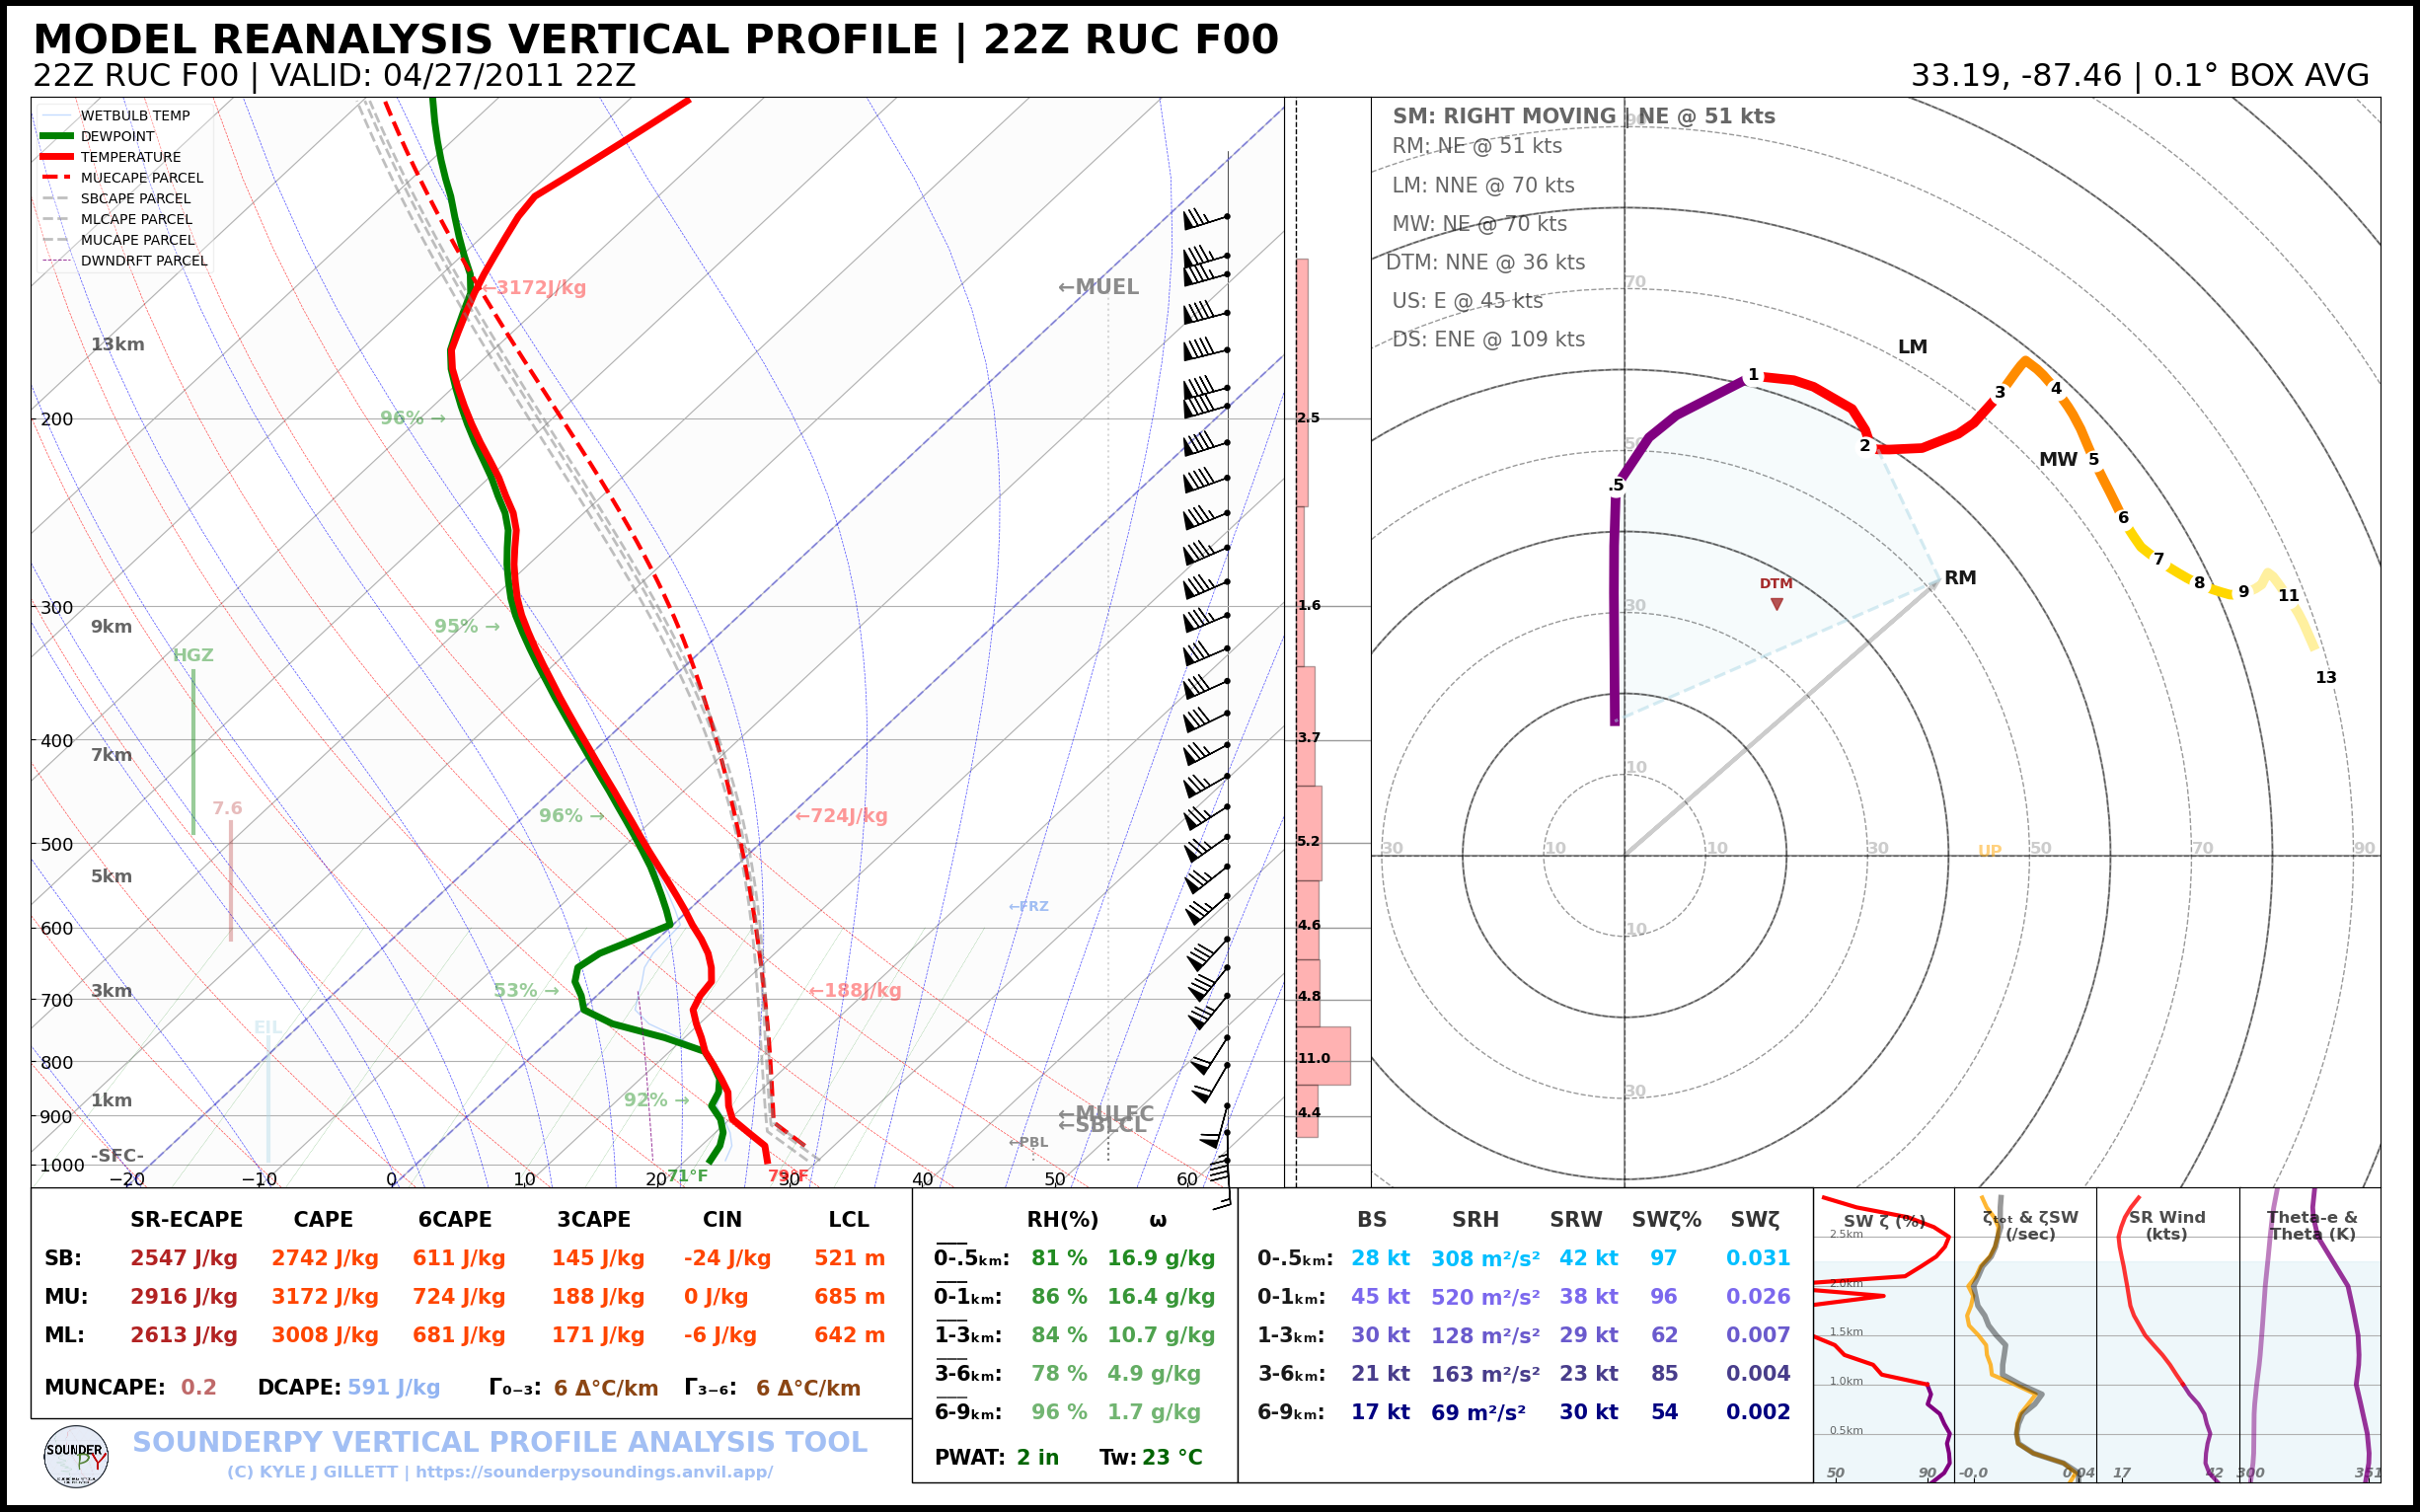 MODEL REANALYSIS VERTICAL PROFILE | 22Z RUC F00
22Z RUC F00 | VALID: 04/27/2011 22Z
33.19, -87.46 | 0.1° BOX AVG
WETBULB TEMP
DEWPOINT
TEMPERATURE
MUECAPE PARCEL
SBCAPE PARCEL
MLCAPE PARCEL
MUCAPE PARCEL
DWNDRFT PARCEL
←3172J/kg
←MUEL
13km
96% →
200
300
9km
95% →
HGZ
400
7km
7.6
96% →
←724J/kg
500
5km
←FRZ
600
53% →
←188J/kg
700
3km
EIL
800
92% →
1km
900
←MULFC
←SBLCL
←PBL
-SFC-
1000
−20 −10 0 10 20 30 40 50 60
71°F 79°F
2.5
1.6
3.7
5.2
4.6
4.8
11.0
4.4
SM: RIGHT MOVING | NE @ 51 kts
RM: NE @ 51 kts
LM: NNE @ 70 kts
MW: NE @ 70 kts
DTM: NNE @ 36 kts
US: E @ 45 kts
DS: ENE @ 109 kts
90
70
50
30
10
10
30
30 10 10 30 50 70 90
LM
MW
RM
DTM
UP
.5
1
2
3
4
5
6
7
8
9
11
13
SR-ECAPE CAPE 6CAPE 3CAPE CIN LCL
SB: 2547 J/kg 2742 J/kg 611 J/kg 145 J/kg -24 J/kg 521 m
MU: 2916 J/kg 3172 J/kg 724 J/kg 188 J/kg 0 J/kg 685 m
ML: 2613 J/kg 3008 J/kg 681 J/kg 171 J/kg -6 J/kg 642 m
MUNCAPE: 0.2 DCAPE: 591 J/kg Γ₀₋₃: 6 Δ°C/km Γ₃₋₆: 6 Δ°C/km
RH(%) ω
0-.5km: 81 % 16.9 g/kg
0-1km: 86 % 16.4 g/kg
1-3km: 84 % 10.7 g/kg
3-6km: 78 % 4.9 g/kg
6-9km: 96 % 1.7 g/kg
PWAT: 2 in Tw: 23 °C
BS SRH SRW SWζ% SWζ
0-.5km: 28 kt 308 m²/s² 42 kt 97 0.031
0-1km: 45 kt 520 m²/s² 38 kt 96 0.026
1-3km: 30 kt 128 m²/s² 29 kt 62 0.007
3-6km: 21 kt 163 m²/s² 23 kt 85 0.004
6-9km: 17 kt 69 m²/s² 30 kt 54 0.002
SW ζ (%)
2.5km
2.0km
1.5km
1.0km
0.5km
50 90
ζₜₒₜ & ζSW
(/sec)
-0.0 0.04
SR Wind
(kts)
17 42
Theta-e &
Theta (K)
300 351
SOUNDER
PY
SOUNDERPY VERTICAL PROFILE ANALYSIS TOOL
(C) KYLE J GILLETT | https://sounderpysoundings.anvil.app/